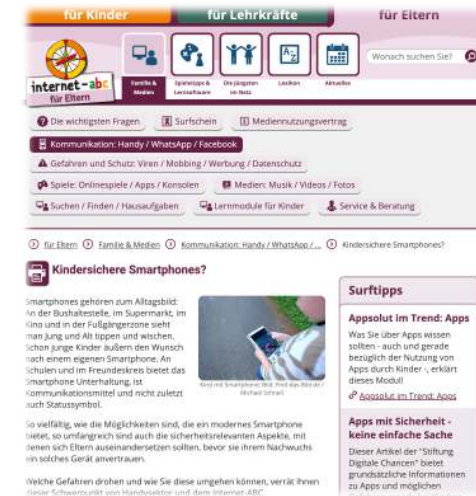 für Kinder
für Lehrkräfte
für Eltern
internet-abc
für Eltern
Familie & Medien
Spieletipps & Lernsoftware
Die Jüngsten im Netz
Lexikon
Aktuelles
Wonach suchen Sie?
Die wichtigsten Fragen
Surfschein
Mediennutzungsvertrag
Kommunikation: Handy / WhatsApp / Facebook
Gefahren und Schutz: Viren / Mobbing / Werbung / Datenschutz
Spiele: Onlinespiele / Apps / Konsolen
Medien: Musik / Videos / Fotos
Suchen / Finden / Hausaufgaben
Lernmodule für Kinder
Service & Beratung
für Eltern
Familie & Medien
Kommunikation: Handy / WhatsApp /...
Kindersichere Smartphones?
Kindersichere Smartphones?
Smartphones gehören zum Alltagsbild:
An der Bushaltestelle, im Supermarkt, im
Kino und in der Fußgängerzone sieht
man Jung und Alt tippen und wischen.
Schon junge Kinder äußern den Wunsch
nach einem eigenen Smartphone. An
Schulen und im Freundeskreis bietet das
Smartphone Unterhaltung, ist
Kommunikationsmittel und nicht zuletzt
auch Statussymbol.
Kind mit Smartphone; Bild:
Michael Schnell
So vielfältig, wie die Möglichkeiten sind, die ein modernes Smartphone
bietet, so umfangreich sind auch die sicherheitsrelevanten Aspekte, mit
denen sich Eltern auseinandersetzen sollten, bevor sie ihrem Nachwuchs
ein solches Gerät anvertrauen.
Welche Gefahren drohen und wie Sie diese umgehen können, verrät Ihnen
dieser Schwerpunkt von Handysektor und dem Internet-ABC.
Surftipps
Appsolut im Trend: Apps
Was Sie über Apps wissen
sollten - auch und gerade
bezüglich der Nutzung von
Apps durch Kinder -, erklärt
dieses Modul!
Appsolut im Trend: Apps
Apps mit Sicherheit -
keine einfache Sache
Dieser Artikel der "Stiftung
Digitale Chancen" bietet
grundsätzliche Informationen
zu Apps und möglichen